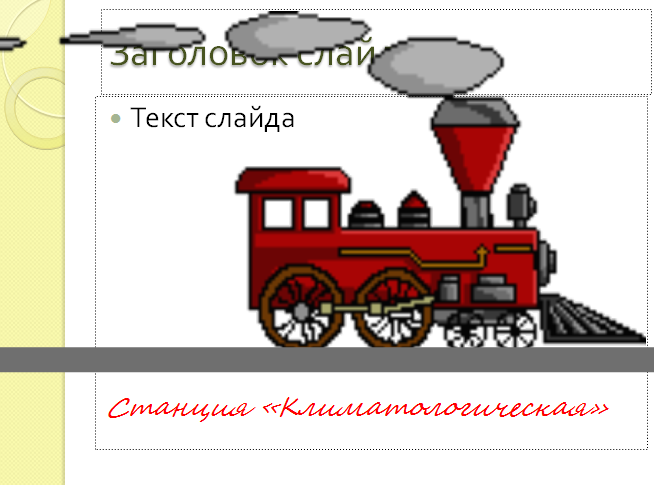 Заголовок слай
Текст слайда
Станция «Климатологическая»